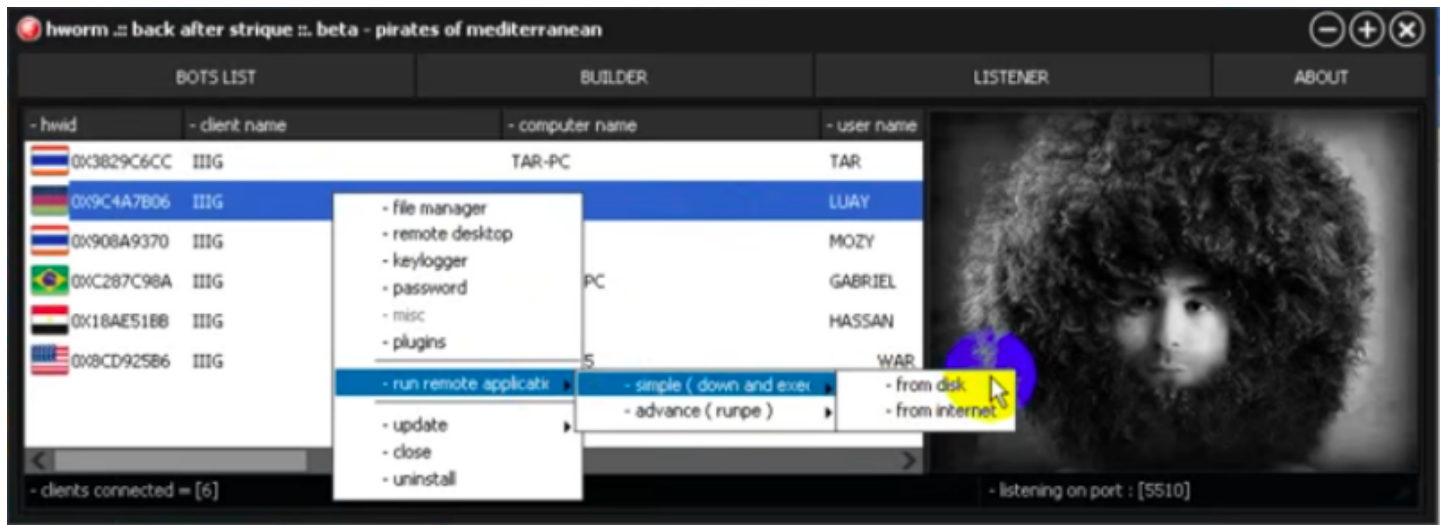 hworm .:: back after strique ::. beta - pirates of mediterranean
BOTS LIST BUILDER LISTENER ABOUT
- hwid - client name - computer name - user name
0X3829C6CC IIIG TAR-PC TAR
0X9C4A7B06 IIIG LUAY
0X908A9370 IIIG MOZY
0XC287C98A IIIG PC GABRIEL
0X18AE51BB IIIG HASSAN
0X8CD925B6 IIIG 5 WAR
- file manager
- remote desktop
- keylogger
- password
- misc
- plugins
- run remote applicatic
- update
- close
- uninstall
- simple ( down and exec
- advance ( runpe )
- from disk
- from internet
- clients connected = [6] - listening on port : [5510]